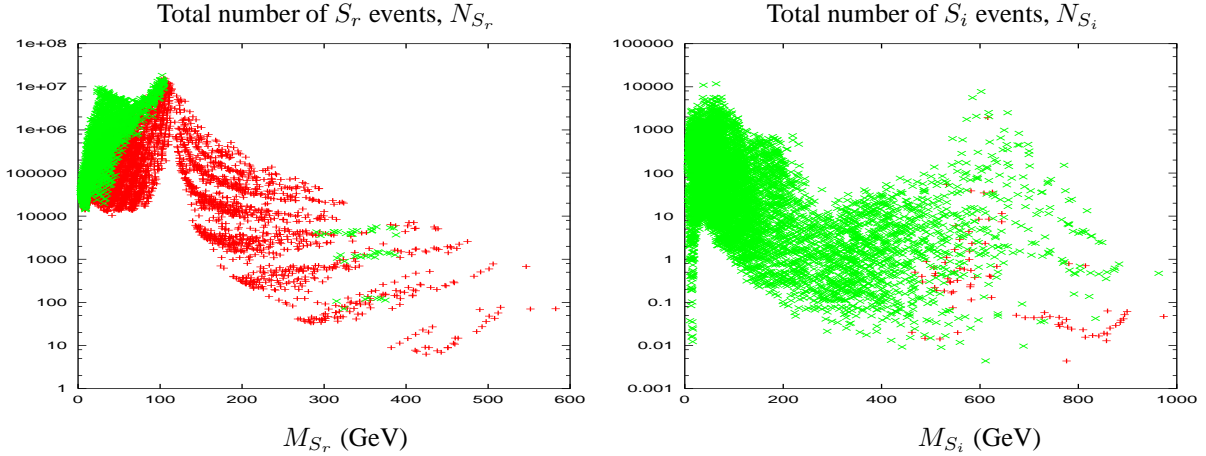 Total number of S_r events, N_{S_r}
1e+08
1e+07
1e+06
100000
10000
1000
100
10
1
0 100 200 300 400 500 600
M_{S_r} (GeV)
Total number of S_i events, N_{S_i}
100000
10000
1000
100
10
1
0.1
0.01
0.001
0 200 400 600 800 1000
M_{S_i} (GeV)